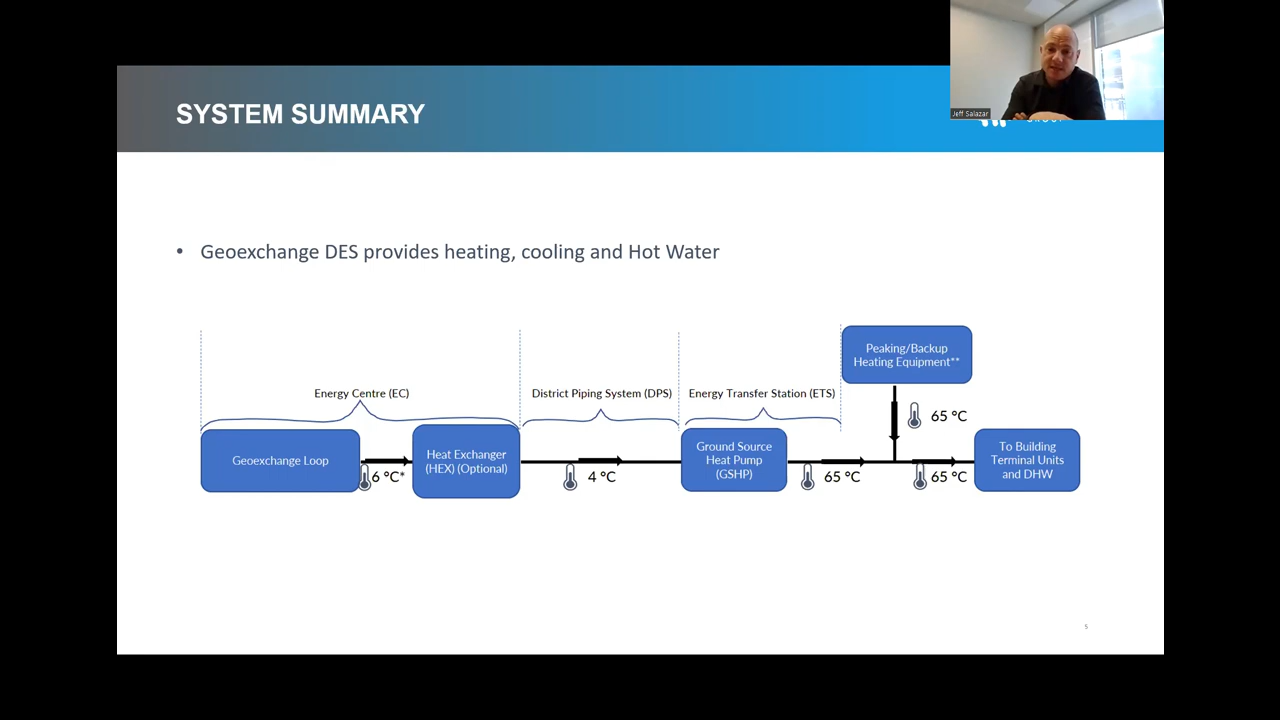 Jeff Salazar
SYSTEM SUMMARY
• Geoexchange DES provides heating, cooling and Hot Water
Peaking/Backup
Heating Equipment**
Energy Centre (EC)
District Piping System (DPS)
Energy Transfer Station (ETS)
65 °C
Geoexchange Loop
6 °C*
Heat Exchanger
(HEX) (Optional)
4 °C
Ground Source
Heat Pump
(GSHP)
65 °C
65 °C
To Building
Terminal Units
and DHW
5